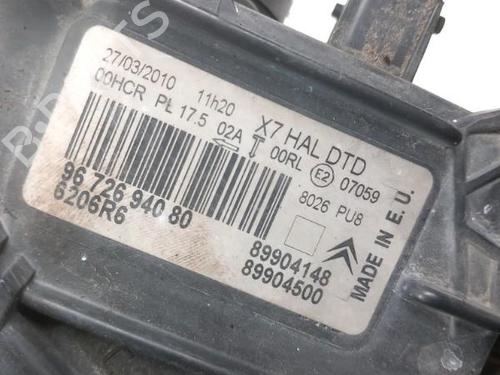 27/03/2010 11h20 X7 HAL DTD
00HCR PL 17.5 02A 00RL E2 07059
8026 PU8
96 726 940 80
6206R6
89904148
89904500
MADE IN E.U.